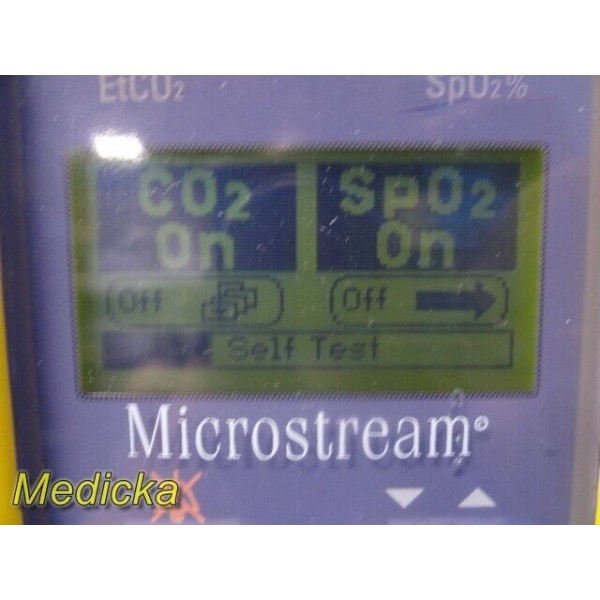 EtCO₂ SpO₂%
CO₂ SpO₂
On On
Off Off
Self Test
Microstream®
Medicka